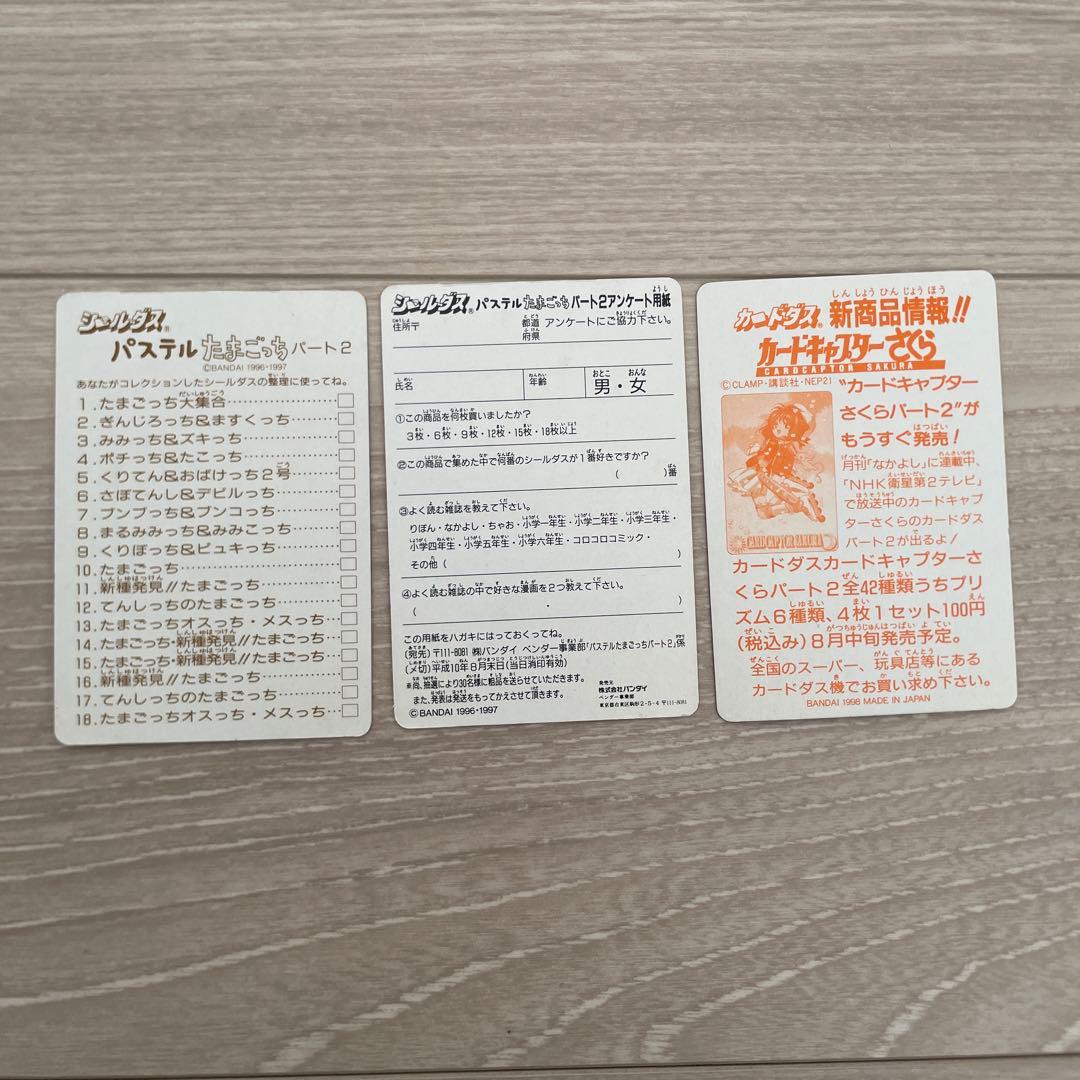 シールダス®
パステルたまごっちパート2
©BANDAI 1996・1997
あなたがコレクションしたシールダスの整理に使ってね。
1.たまごっち大集合
2.ぎんじろっち&ますくっち
3.みみっち&ズキっち
4.ポチっち&たこっち
5.くりてん&おばけっち2号
6.さぼてんし&デビルっち
7.ブンブっち&ブンコっち
8.まるみみっち&みみこっち
9.くりぼっち&ピュキっち
10.たまごっち
11.新種発見!!たまごっち
12.てんしっちのたまごっち
13.たまごっちオスっち・メスっち
14.たまごっち・新種発見!!たまごっち
15.たまごっち・新種発見!!たまごっち
16.新種発見!!たまごっち
17.てんしっちのたまごっち
18.たまごっちオスっち・メスっち
シールダス®パステルたまごっちパート2アンケート用紙
住所〒 都道府県 アンケートにご協力下さい。
氏名 年齢 男・女
①この商品を何枚買いましたか?
3枚・6枚・9枚・12枚・15枚・18枚以上
②この商品で集めた中で何番のシールダスが1番好きですか?
( )番
③よく読む雑誌を教えて下さい。
りぼん・なかよし・ちゃお・小学一年生・小学二年生・小学三年生・
小学四年生・小学五年生・小学六年生・コロコロコミック・
その他( )
④よく読む雑誌の中で好きな漫画を2つ教えて下さい。
( ・ )
この用紙をハガキにはっておくってね。
(宛先)〒111-8081 (株)バンダイ ベンダー事業部「パステルたまごっちパート2」係
(〆切)平成10年8月末日(当日消印有効)
※尚、抽選により30名様に粗品を送らせていただきます。
また、発表は発送をもってかえさせて頂きます。
発売元
株式会社バンダイ
ベンダー事業部
東京都台東区駒形2-5-4 〒111-8081
©BANDAI 1996・1997
カードダス®新商品情報!!
カードキャプターさくら
CARDCAPTOR SAKURA
©CLAMP・講談社・NEP21
"カードキャプター
さくらパート2"が
もうすぐ発売!
月刊「なかよし」に連載中、
「NHK衛星第2テレビ」
で放送中のカードキャプ
ターさくらのカードダス
パート2が出るよ!
CARDCAPTOR SAKURA
カードダスカードキャプターさ
くらパート2全42種類うちプリ
ズム6種類、4枚1セット100円
(税込み)8月中旬発売予定。
全国のスーパー、玩具店等にある
カードダス機でお買い求め下さい。
BANDAI 1998 MADE IN JAPAN